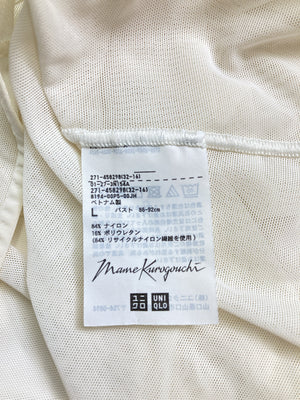 271-458298(32-16)
271-458298(32-16)
ベトナム製
L バスト 86-92cm
84% ナイロン
16% ポリウレタン
(84% リサイクルナイロン繊維を使用)
Mame Kurogouchi
ユニクロ UNIQLO